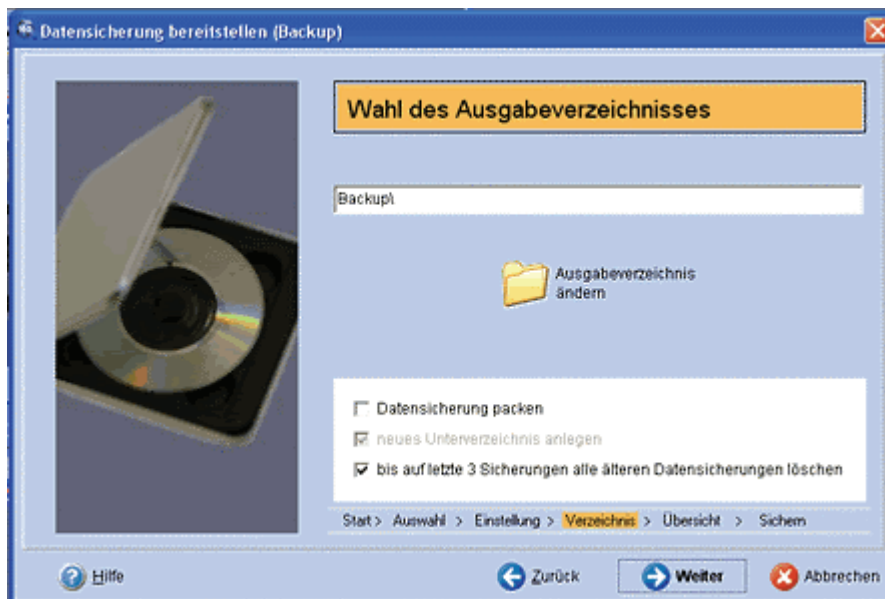 Datensicherung bereitstellen (Backup)
Wahl des Ausgabeverzeichnisses
Backup\
Ausgabeverzeichnis
ändern
Datensicherung packen
neues Unterverzeichnis anlegen
bis auf letzte 3 Sicherungen alle älteren Datensicherungen löschen
Start > Auswahl > Einstellung > Verzeichnis > Übersicht > Sichern
Hilfe
Zurück
Weiter
Abbrechen